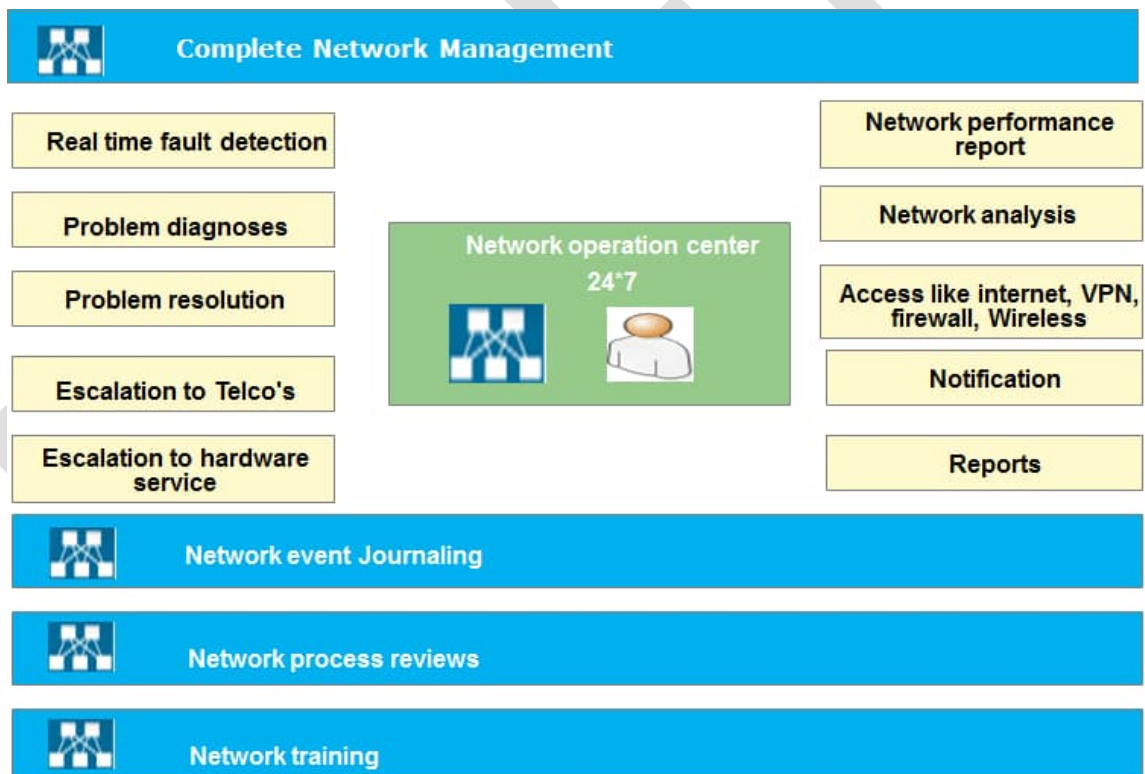 Complete Network Management
Real time fault detection
Problem diagnoses
Problem resolution
Escalation to Telco's
Escalation to hardware
service
Network operation center
24*7
Network performance
report
Network analysis
Access like internet, VPN,
firewall, Wireless
Notification
Reports
Network event Journaling
Network process reviews
Network training